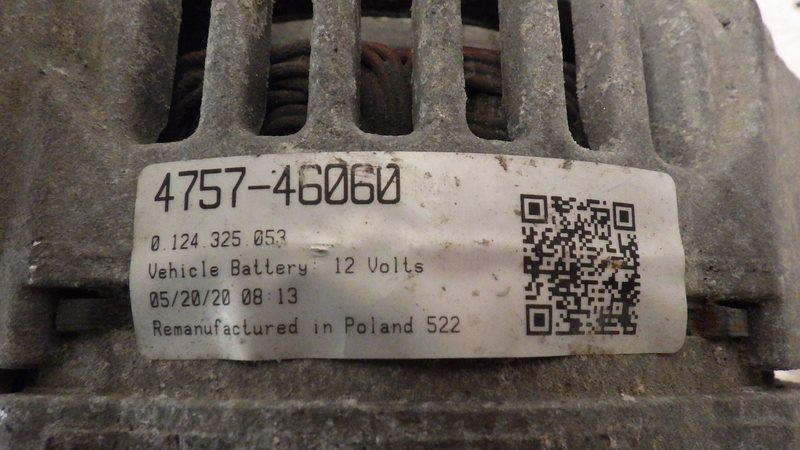 4757-46060
0.124.325.053
Vehicle Battery: 12 Volts
05/20/20 08:13
Remanufactured in Poland 522